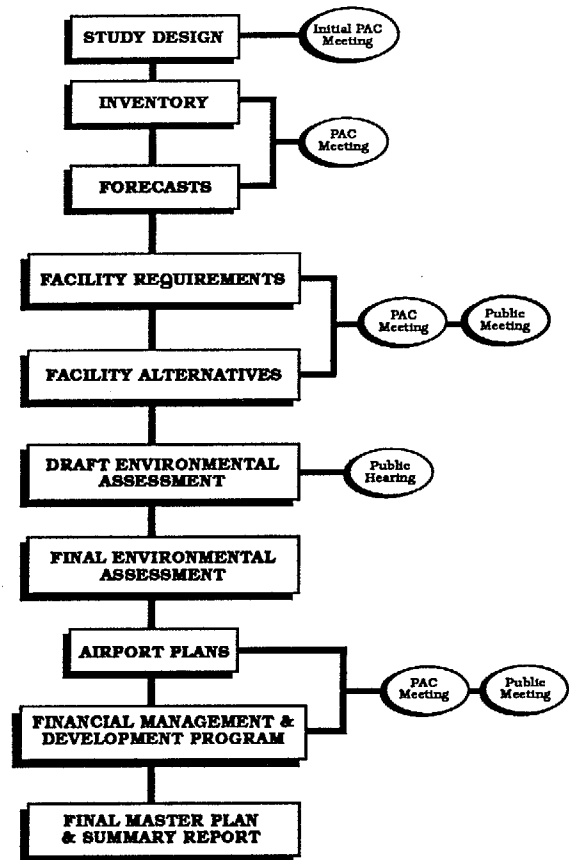 STUDY DESIGN
Initial PAC
Meeting
INVENTORY
PAC
Meeting
FORECASTS
FACILITY REQUIREMENTS
PAC
Meeting
Public
Meeting
FACILITY ALTERNATIVES
DRAFT ENVIRONMENTAL
ASSESSMENT
Public
Hearing
FINAL ENVIRONMENTAL
ASSESSMENT
AIRPORT PLANS
PAC
Meeting
Public
Meeting
FINANCIAL MANAGEMENT &
DEVELOPMENT PROGRAM
FINAL MASTER PLAN
& SUMMARY REPORT